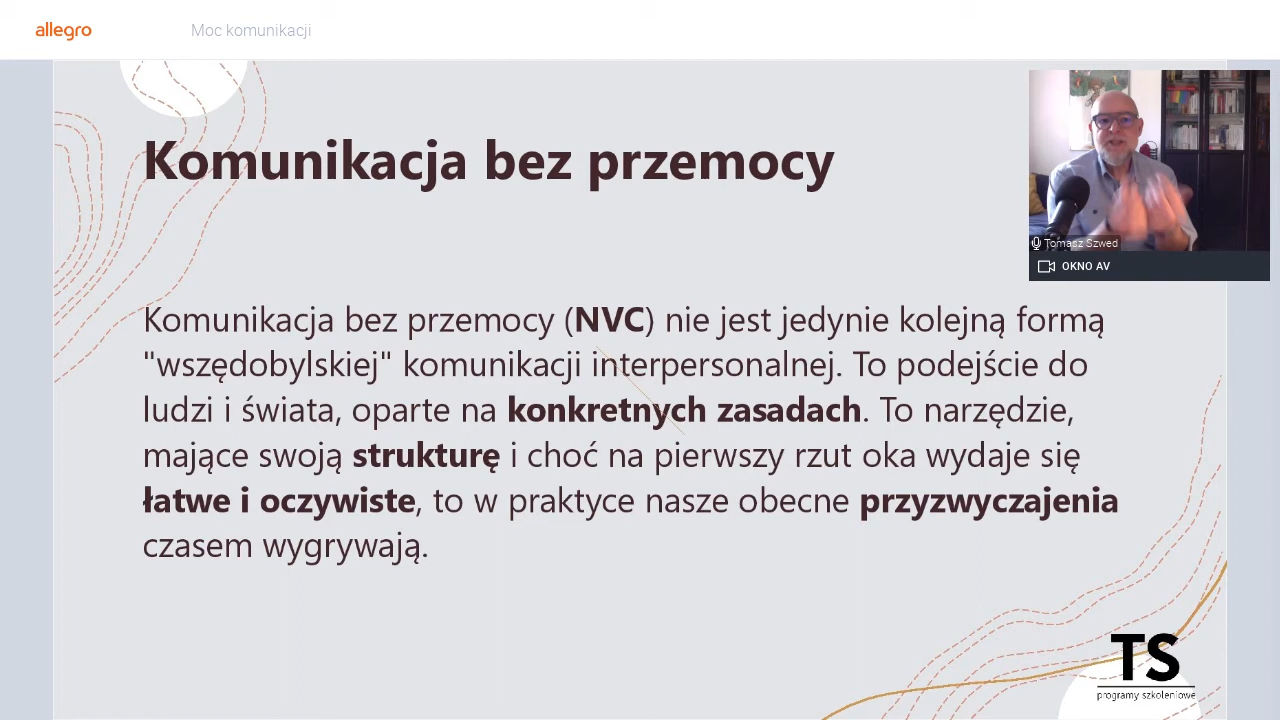 allegro
Moc komunikacji
Komunikacja bez przemocy
Tomasz Szwed
OKNO AV
Komunikacja bez przemocy (NVC) nie jest jedynie kolejną formą
"wszędobylskiej" komunikacji interpersonalnej. To podejście do
ludzi i świata, oparte na konkretnych zasadach. To narzędzie,
mające swoją strukturę i choć na pierwszy rzut oka wydaje się
łatwe i oczywiste, to w praktyce nasze obecne przyzwyczajenia
czasem wygrywają.
TS
programy szkoleniowe